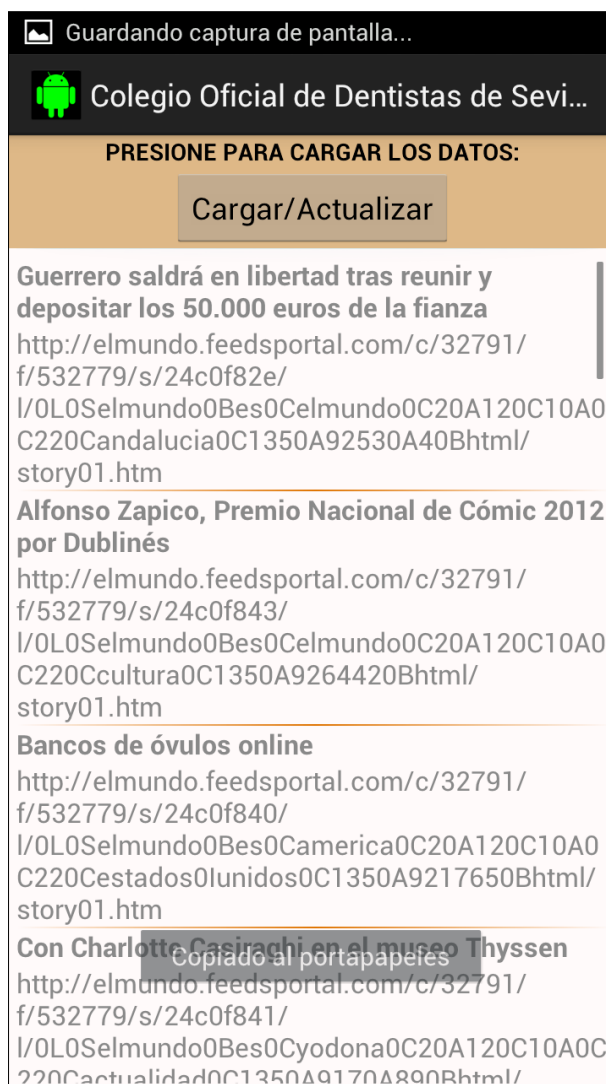 Guardando captura de pantalla...
Colegio Oficial de Dentistas de Sevi...
PRESIONE PARA CARGAR LOS DATOS:
Cargar/Actualizar
Guerrero saldrá en libertad tras reunir y
depositar los 50.000 euros de la fianza
http://elmundo.feedsportal.com/c/32791/
f/532779/s/24c0f82e/
l/0L0Selmundo0Bes0Celmundo0C20A120C10A0
C220Candalucia0C1350A92530A40Bhtml/
story01.htm
Alfonso Zapico, Premio Nacional de Cómic 2012
por Dublinés
http://elmundo.feedsportal.com/c/32791/
f/532779/s/24c0f843/
l/0L0Selmundo0Bes0Celmundo0C20A120C10A0
C220Ccultura0C1350A9264420Bhtml/
story01.htm
Bancos de óvulos online
http://elmundo.feedsportal.com/c/32791/
f/532779/s/24c0f840/
l/0L0Selmundo0Bes0Camerica0C20A120C10A0
C220Cestados0Iunidos0C1350A9217650Bhtml/
story01.htm
Con Charlotte Casiraghi en el museo Thyssen
Copiado al portapapeles
http://elmundo.feedsportal.com/c/32791/
f/532779/s/24c0f841/
l/0L0Selmundo0Bes0Cyodona0C20A120C10A0C
220Cactualidad0C1350A9170A890Bhtml/